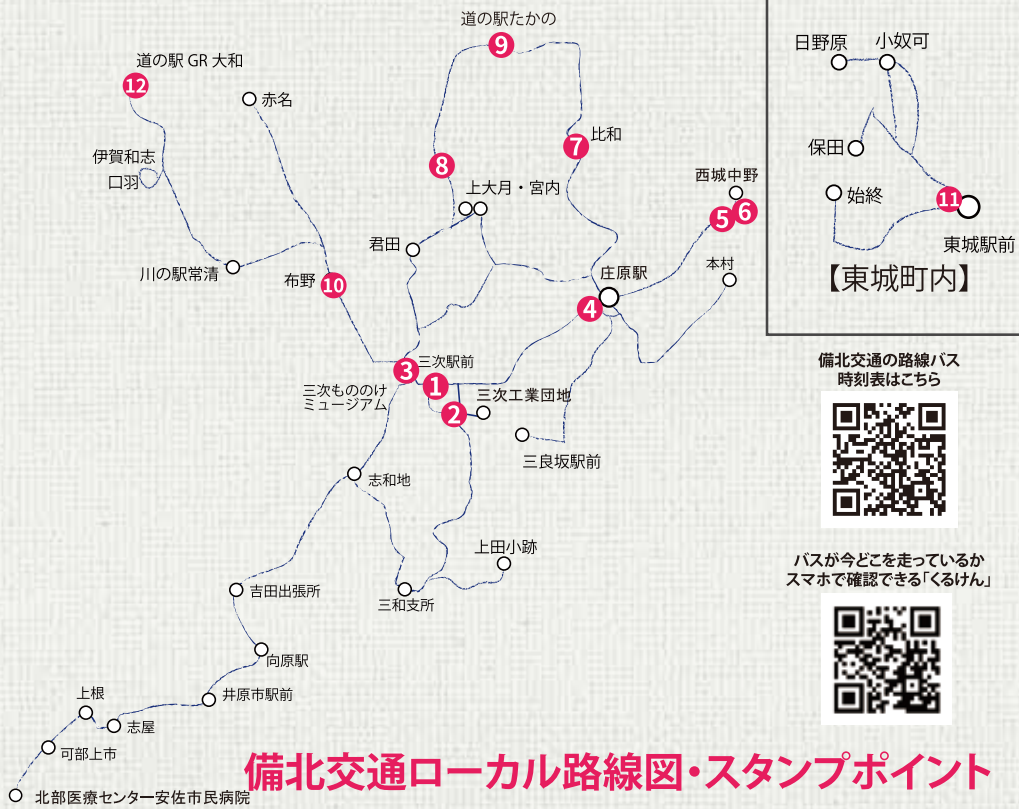 道の駅たかの
9
道の駅 GR 大和
12
赤名
伊賀和志
口羽
8
比和
7
上大月・宮内
君田
川の駅常清
布野
10
西城中野
5
6
本村
庄原駅
4
三次駅前
3
1
2
三次もののけ
ミュージアム
三次工業団地
三良坂駅前
志和地
上田小跡
三和支所
吉田出張所
向原駅
井原市駅前
上根
志屋
可部上市
北部医療センター安佐市民病院
日野原
小奴可
保田
始終
11
東城駅前
【東城町内】
備北交通の路線バス
時刻表はこちら
バスが今どこを走っているか
スマホで確認できる「くるけん」
備北交通ローカル路線図・スタンプポイント